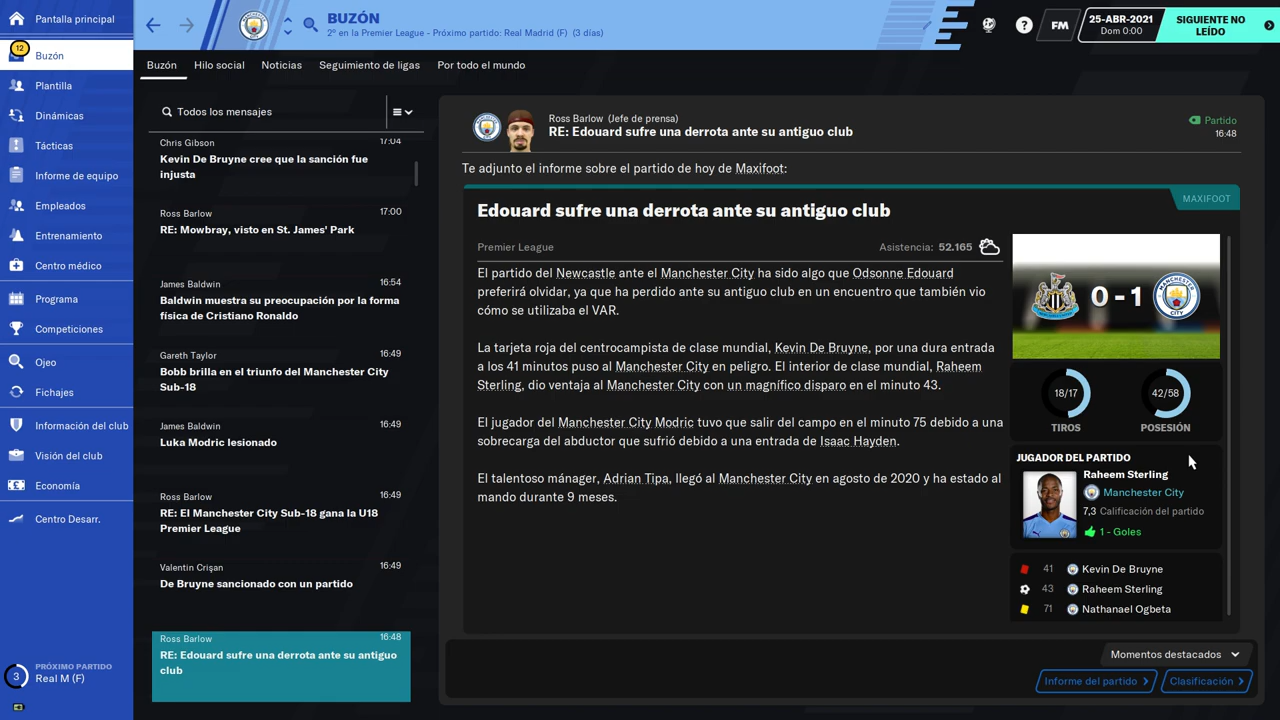 Pantalla principal
12
Buzón
Plantilla
Dinámicas
Tácticas
Informe de equipo
Empleados
Entrenamiento
Centro médico
Programa
Competiciones
Ojeo
Fichajes
Información del club
Visión del club
Economía
Centro Desarr.
3
PRÓXIMO PARTIDO
Real M (F)
BUZÓN
2º en la Premier League - Próximo partido: Real Madrid (F) (3 días)
?
FM
25-ABR-2021
Dom 0:00
SIGUIENTE NO
LEÍDO
Buzón
Hilo social
Noticias
Seguimiento de ligas
Por todo el mundo
Todos los mensajes
Chris Gibson 17:04
Kevin De Bruyne cree que la sanción fue
injusta
Ross Barlow 17:00
RE: Mowbray, visto en St. James' Park
James Baldwin 16:54
Baldwin muestra su preocupación por la forma
física de Cristiano Ronaldo
Gareth Taylor 16:49
Bobb brilla en el triunfo del Manchester City
Sub-18
James Baldwin 16:49
Luka Modric lesionado
Ross Barlow 16:49
RE: El Manchester City Sub-18 gana la U18
Premier League
Valentin Crişan 16:49
De Bruyne sancionado con un partido
Ross Barlow 16:48
RE: Edouard sufre una derrota ante su antiguo
club
Ross Barlow (Jefe de prensa)
RE: Edouard sufre una derrota ante su antiguo club
Partido
16:48
Te adjunto el informe sobre el partido de hoy de Maxifoot:
MAXIFOOT
Edouard sufre una derrota ante su antiguo club
Premier League
Asistencia: 52.165
El partido del Newcastle ante el Manchester City ha sido algo que Odsonne Edouard
preferirá olvidar, ya que ha perdido ante su antiguo club en un encuentro que también vio
cómo se utilizaba el VAR.
La tarjeta roja del centrocampista de clase mundial, Kevin De Bruyne, por una dura entrada
a los 41 minutos puso al Manchester City en peligro. El interior de clase mundial, Raheem
Sterling, dio ventaja al Manchester City con un magnífico disparo en el minuto 43.
El jugador del Manchester City Modric tuvo que salir del campo en el minuto 75 debido a una
sobrecarga del abductor que sufrió debido a una entrada de Isaac Hayden.
El talentoso mánager, Adrian Tipa, llegó al Manchester City en agosto de 2020 y ha estado al
mando durante 9 meses.
0 - 1
18/17
TIROS
42/58
POSESIÓN
JUGADOR DEL PARTIDO
Raheem Sterling
Manchester City
7,3 Calificación del partido
1 - Goles
41 Kevin De Bruyne
43 Raheem Sterling
71 Nathanael Ogbeta
Momentos destacados
Informe del partido
Clasificación